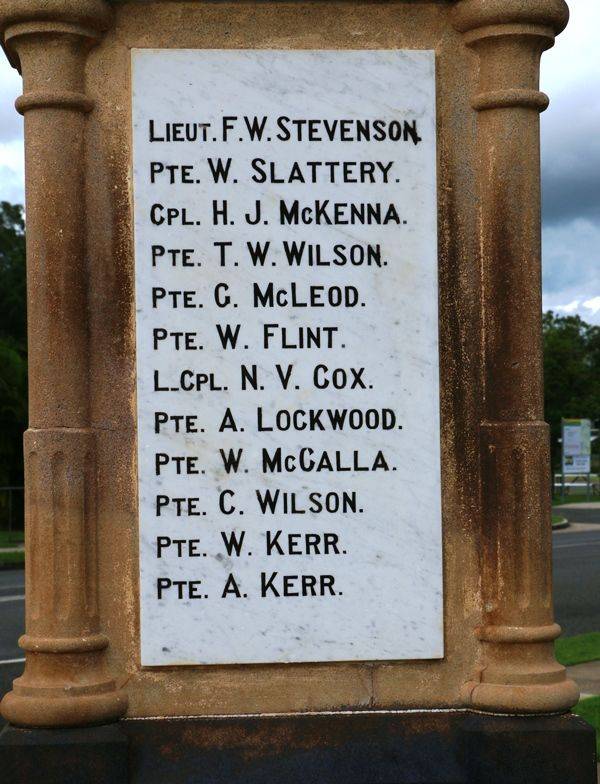 LIEUT. F. W. STEVENSON.
PTE. W. SLATTERY.
CPL. H. J. McKENNA.
PTE. T. W. WILSON.
PTE. G. McLEOD.
PTE. W. FLINT.
L_CPL. N. V. COX.
PTE. A. LOCKWOOD.
PTE. W. McCALLA.
PTE. C. WILSON.
PTE. W. KERR.
PTE. A. KERR.